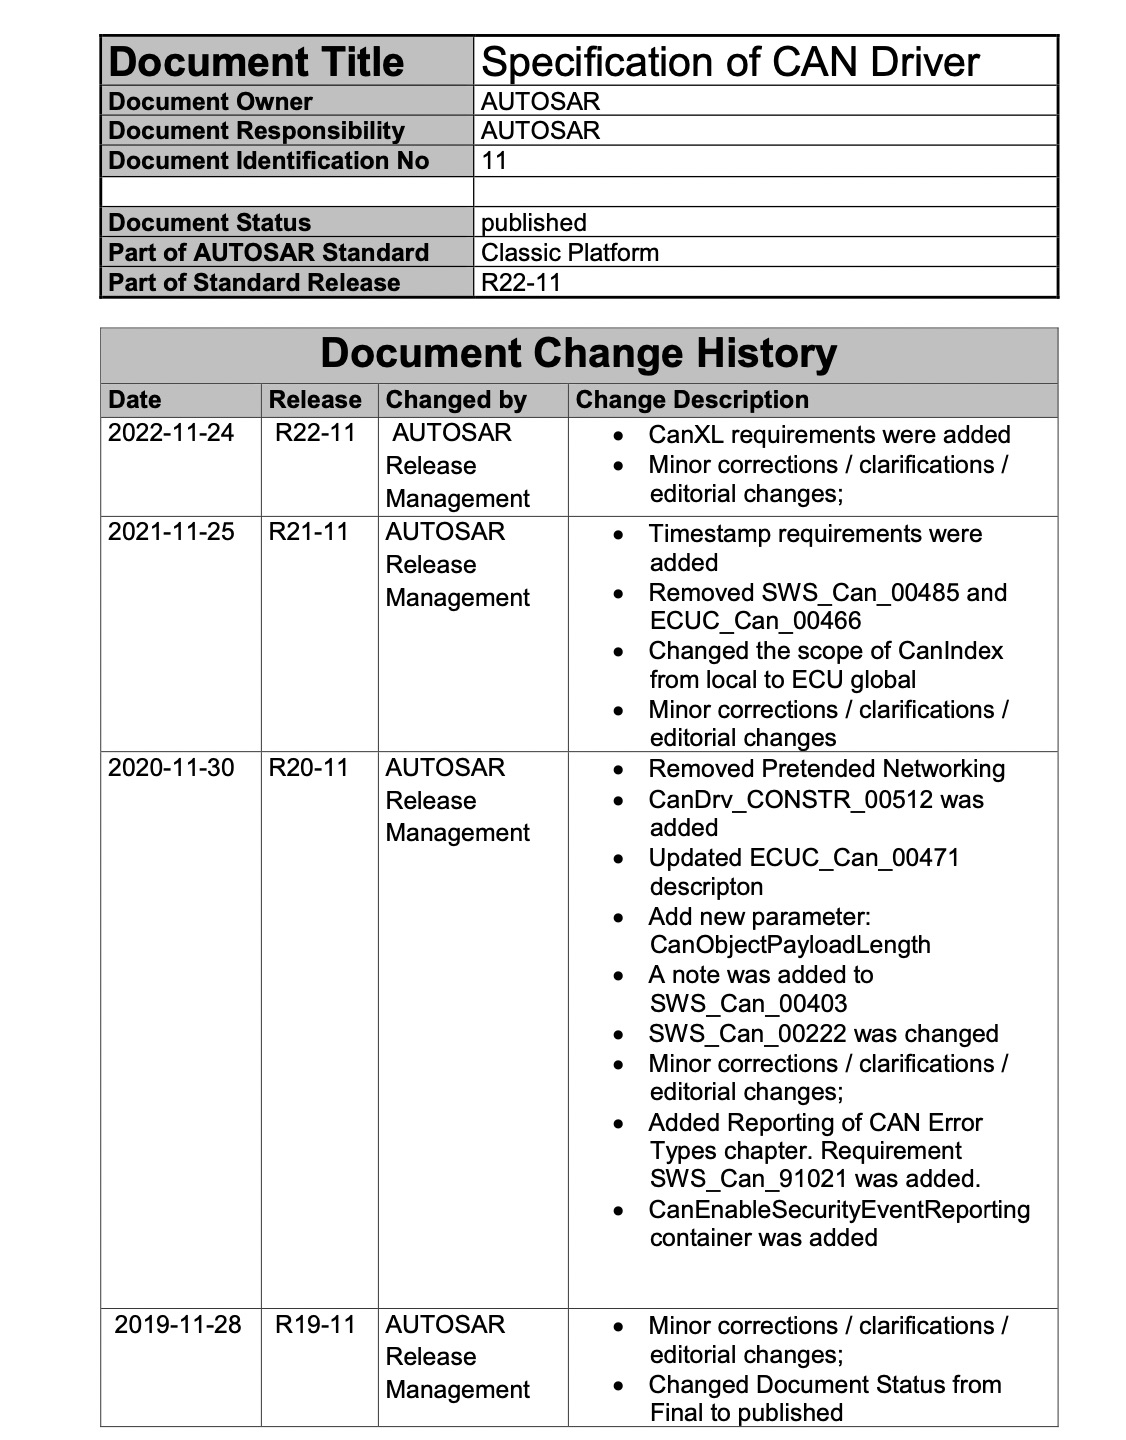 Document Title Specification of CAN Driver
Document Owner AUTOSAR
Document Responsibility AUTOSAR
Document Identification No 11
Document Status published
Part of AUTOSAR Standard Classic Platform
Part of Standard Release R22-11
Document Change History
Date Release Changed by Change Description
2022-11-24 R22-11 AUTOSAR
Release
Management
• CanXL requirements were added
• Minor corrections / clarifications /
editorial changes;
2021-11-25 R21-11 AUTOSAR
Release
Management
• Timestamp requirements were
added
• Removed SWS_Can_00485 and
ECUC_Can_00466
• Changed the scope of CanIndex
from local to ECU global
• Minor corrections / clarifications /
editorial changes
2020-11-30 R20-11 AUTOSAR
Release
Management
• Removed Pretended Networking
• CanDrv_CONSTR_00512 was
added
• Updated ECUC_Can_00471
descripton
• Add new parameter:
CanObjectPayloadLength
• A note was added to
SWS_Can_00403
• SWS_Can_00222 was changed
• Minor corrections / clarifications /
editorial changes;
• Added Reporting of CAN Error
Types chapter. Requirement
SWS_Can_91021 was added.
• CanEnableSecurityEventReporting
container was added
2019-11-28 R19-11 AUTOSAR
Release
Management
• Minor corrections / clarifications /
editorial changes;
• Changed Document Status from
Final to published